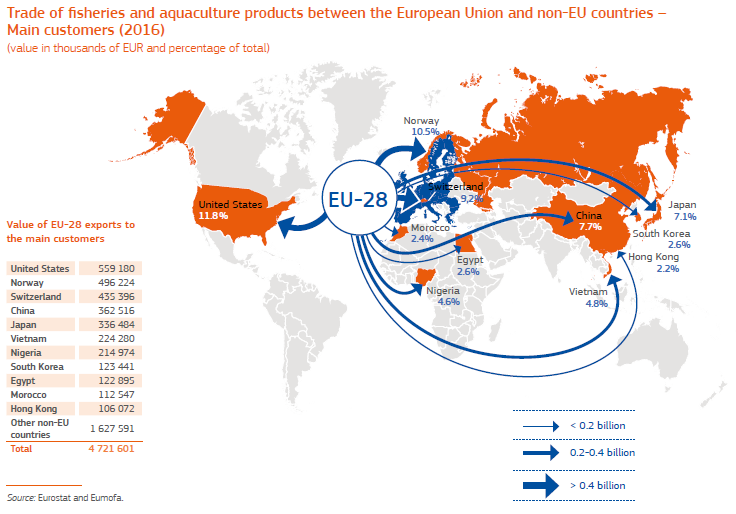 Trade of fisheries and aquaculture products between the European Union and non-EU countries –
Main customers (2016)
(value in thousands of EUR and percentage of total)
Norway
10.5%
EU-28
Switzerland
9.2%
United States
11.8%
Morocco
2.4%
China
7.7%
Japan
7.1%
South Korea
2.6%
Hong Kong
2.2%
Egypt
2.6%
Nigeria
4.6%
Vietnam
4.8%
Value of EU-28 exports to
the main customers
United States 559 180
Norway 496 224
Switzerland 435 396
China 362 516
Japan 336 484
Vietnam 224 280
Nigeria 214 974
South Korea 123 441
Egypt 122 895
Morocco 112 547
Hong Kong 106 072
Other non-EU
countries 1 627 591
Total 4 721 601
< 0.2 billion
0.2-0.4 billion
> 0.4 billion
Source: Eurostat and Eumofa.